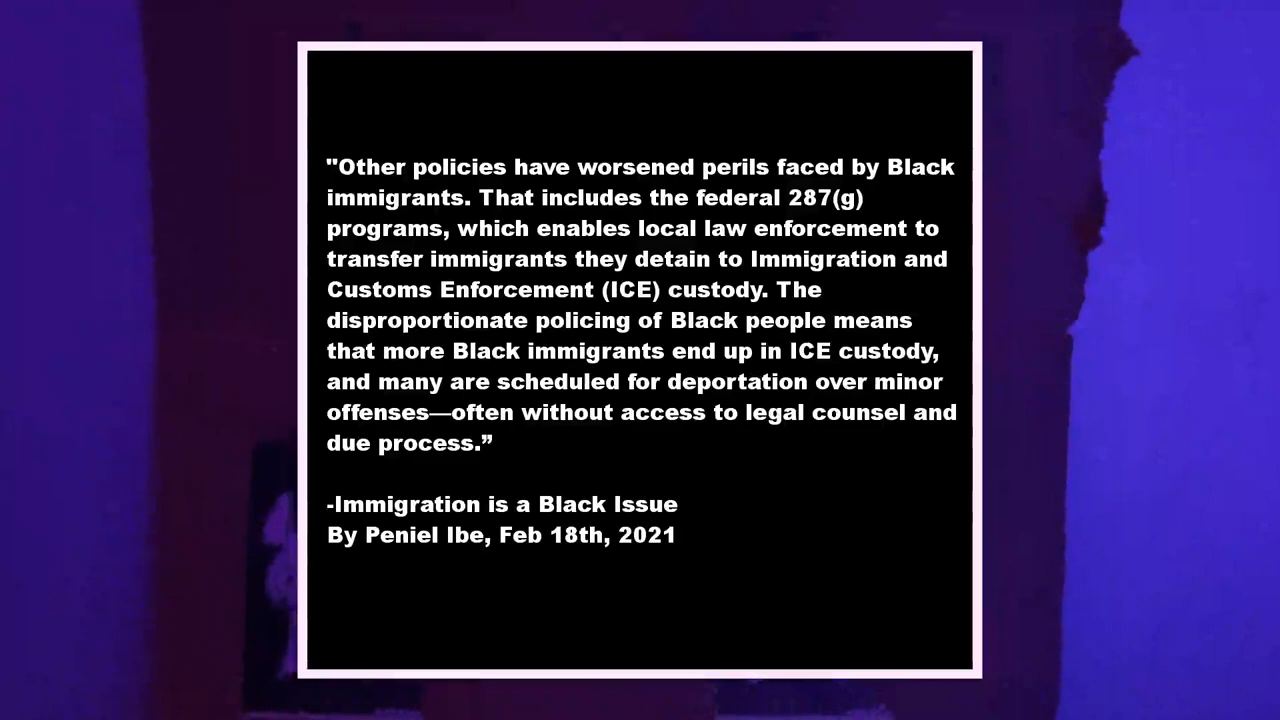 "Other policies have worsened perils faced by Black
immigrants. That includes the federal 287(g)
programs, which enables local law enforcement to
transfer immigrants they detain to Immigration and
Customs Enforcement (ICE) custody. The
disproportionate policing of Black people means
that more Black immigrants end up in ICE custody,
and many are scheduled for deportation over minor
offenses—often without access to legal counsel and
due process.”
-Immigration is a Black Issue
By Peniel Ibe, Feb 18th, 2021